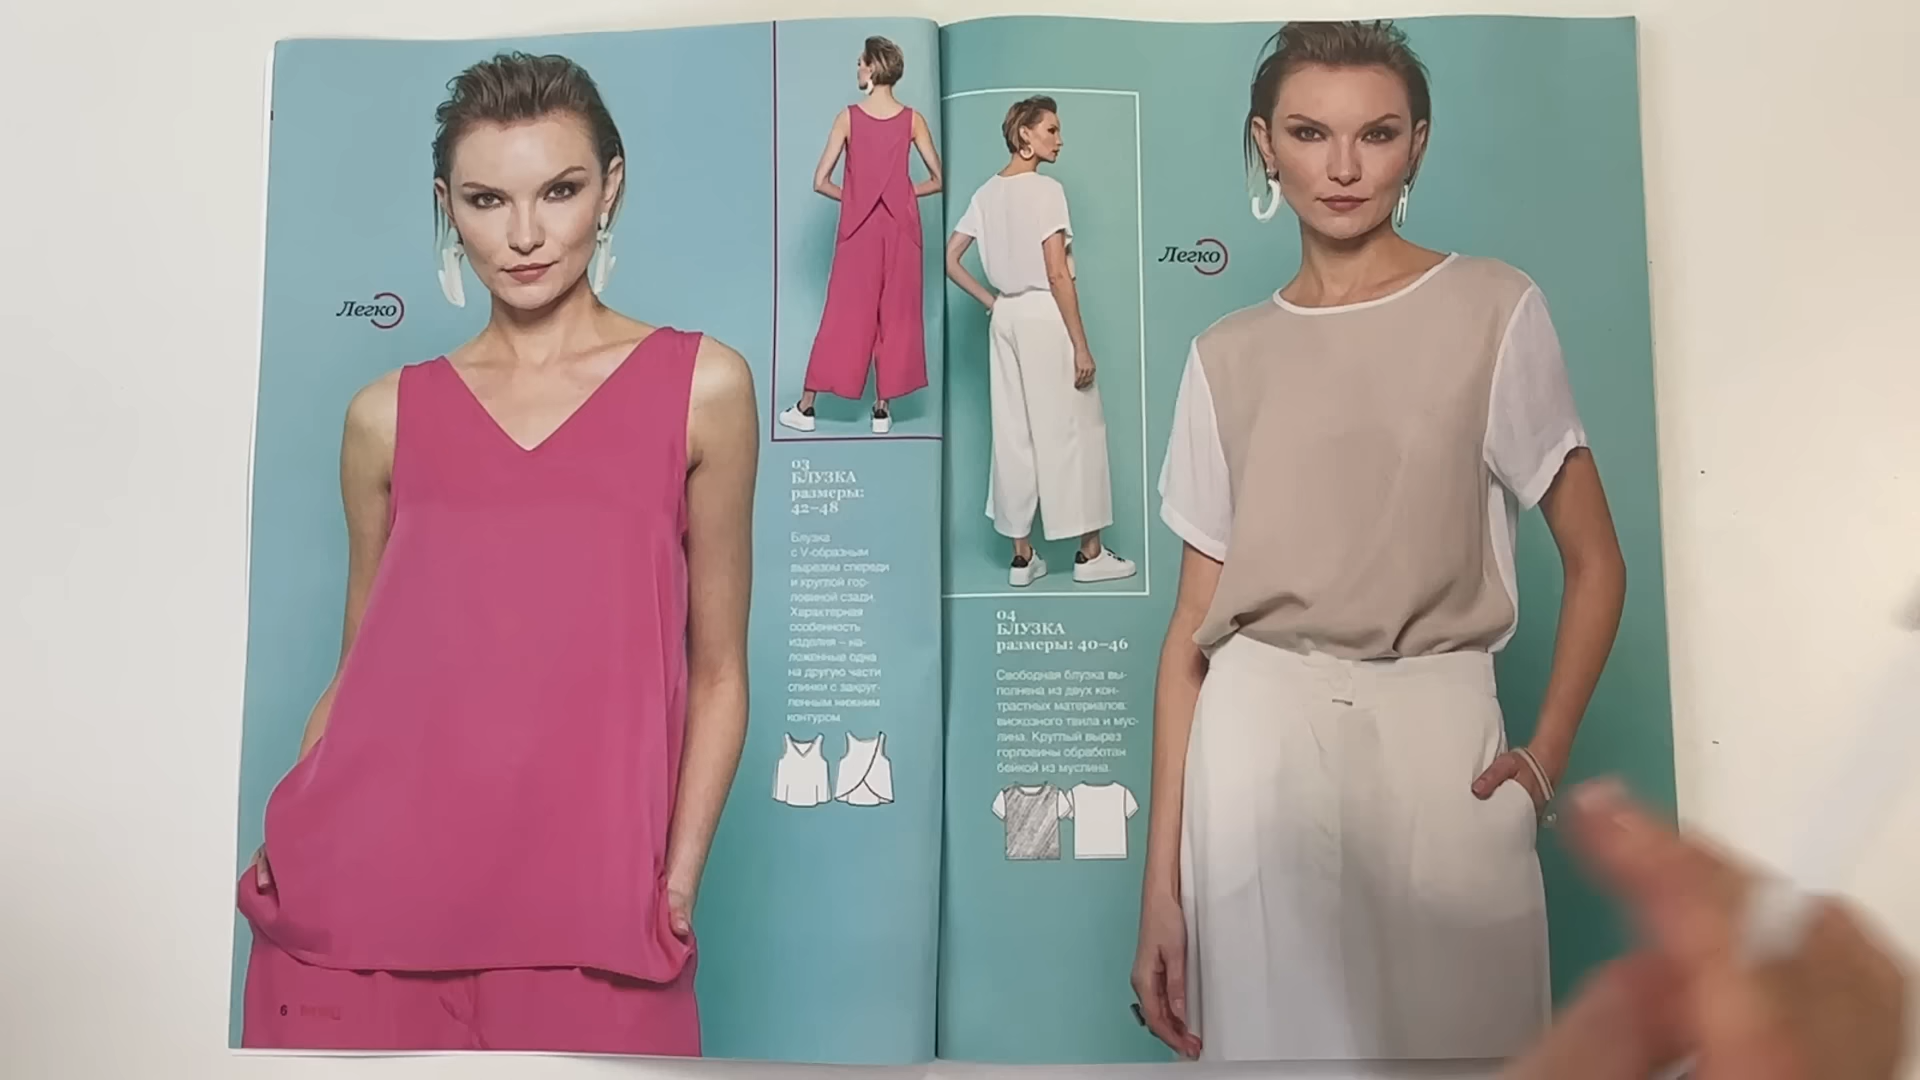 Легко
03
БЛУЗКА
размеры:
42–48
Блузка
с V-образным
вырезом спереди
и круглой гор-
ловиной сзади.
Характерная
особенность
изделия – на-
ложенные одна
на другую части
спинки с закруг-
ленным нижним
контуром.
6
Легко
04
БЛУЗКА
размеры: 40–46
Свободная блузка вы-
полнена из двух кон-
трастных материалов:
вискозного твила и мус-
лина. Круглый вырез
горловины обработан
бейкой из муслина.